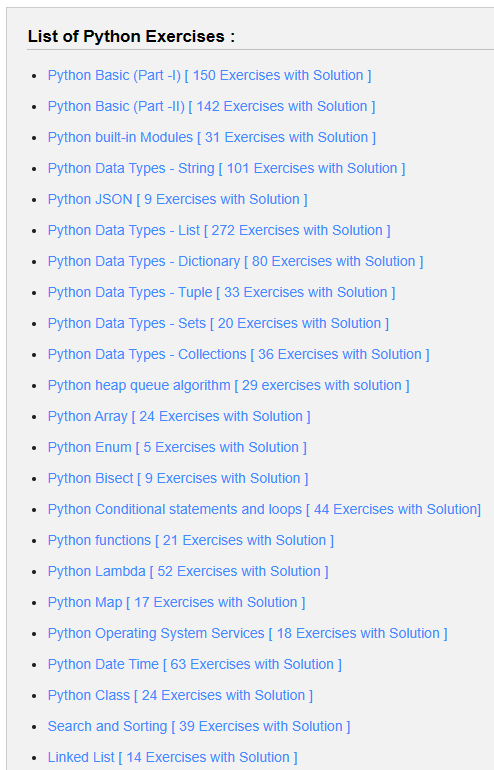 List of Python Exercises :
Python Basic (Part -I) [ 150 Exercises with Solution ]
Python Basic (Part -II) [ 142 Exercises with Solution ]
Python built-in Modules [ 31 Exercises with Solution ]
Python Data Types - String [ 101 Exercises with Solution ]
Python JSON [ 9 Exercises with Solution ]
Python Data Types - List [ 272 Exercises with Solution ]
Python Data Types - Dictionary [ 80 Exercises with Solution ]
Python Data Types - Tuple [ 33 Exercises with Solution ]
Python Data Types - Sets [ 20 Exercises with Solution ]
Python Data Types - Collections [ 36 Exercises with Solution ]
Python heap queue algorithm [ 29 exercises with solution ]
Python Array [ 24 Exercises with Solution ]
Python Enum [ 5 Exercises with Solution ]
Python Bisect [ 9 Exercises with Solution ]
Python Conditional statements and loops [ 44 Exercises with Solution]
Python functions [ 21 Exercises with Solution ]
Python Lambda [ 52 Exercises with Solution ]
Python Map [ 17 Exercises with Solution ]
Python Operating System Services [ 18 Exercises with Solution ]
Python Date Time [ 63 Exercises with Solution ]
Python Class [ 24 Exercises with Solution ]
Search and Sorting [ 39 Exercises with Solution ]
Linked List [ 14 Exercises with Solution ]